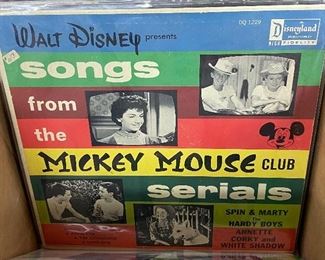 DQ 1229
Disneyland
WALT DISNEY presents
songs
from
the
MICKEY MOUSE CLUB
serials
SPIN & MARTY
The
HARDY BOYS
ANNETTE
CORKY and
WHITE SHADOW